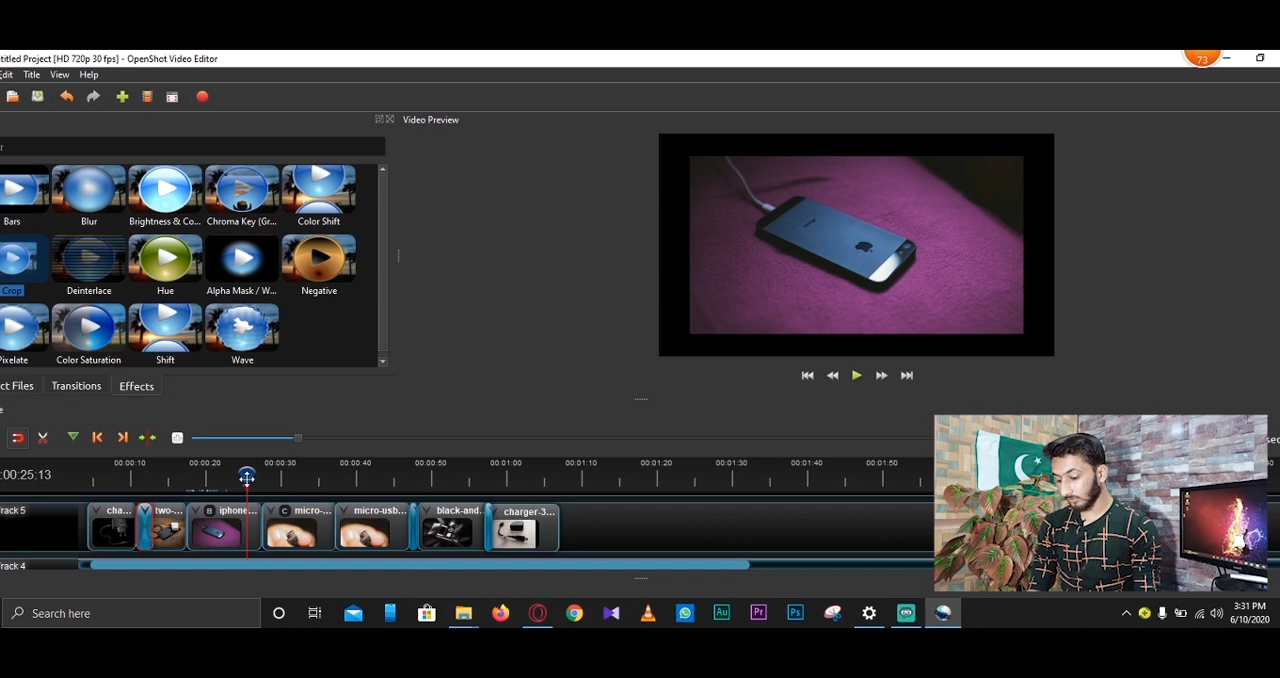 titled Project [HD 720p 30 fps] - OpenShot Video Editor
73
Edit Title View Help
Video Preview
r
Bars Blur Brightness & Co... Chroma Key (Gr... Color Shift
Crop Deinterlace Hue Alpha Mask / W... Negative
Pixelate Color Saturation Shift Wave
ct Files Transitions Effects
e
sec
:00:25:13
00:00:10 00:00:20 00:00:30 00:00:40 00:00:50 00:01:00 00:01:10 00:01:20 00:01:30 00:01:40 00:01:50
rack 5
cha... two-... B iphone... C micro-... micro-usb... black-and... charger-3...
rack 4
Search here
Au Pr Ps
3:31 PM
6/10/2020